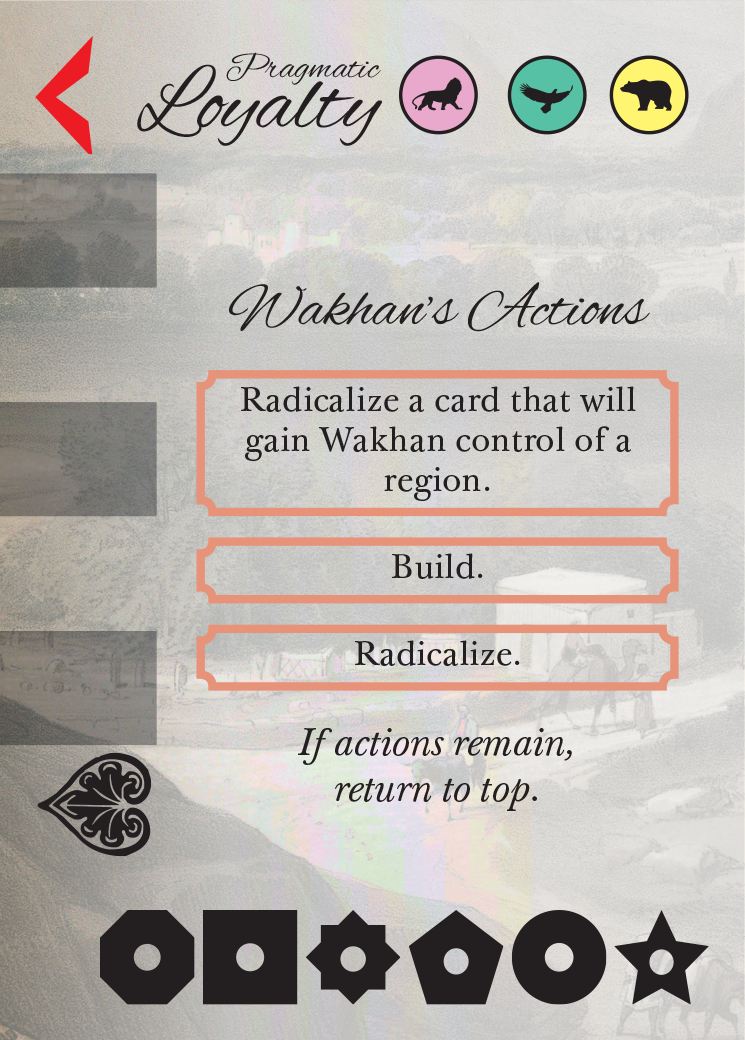 Pragmatic
Loyalty
Wakhan's Actions
Radicalize a card that will
gain Wakhan control of a
region.
Build.
Radicalize.
If actions remain,
return to top.